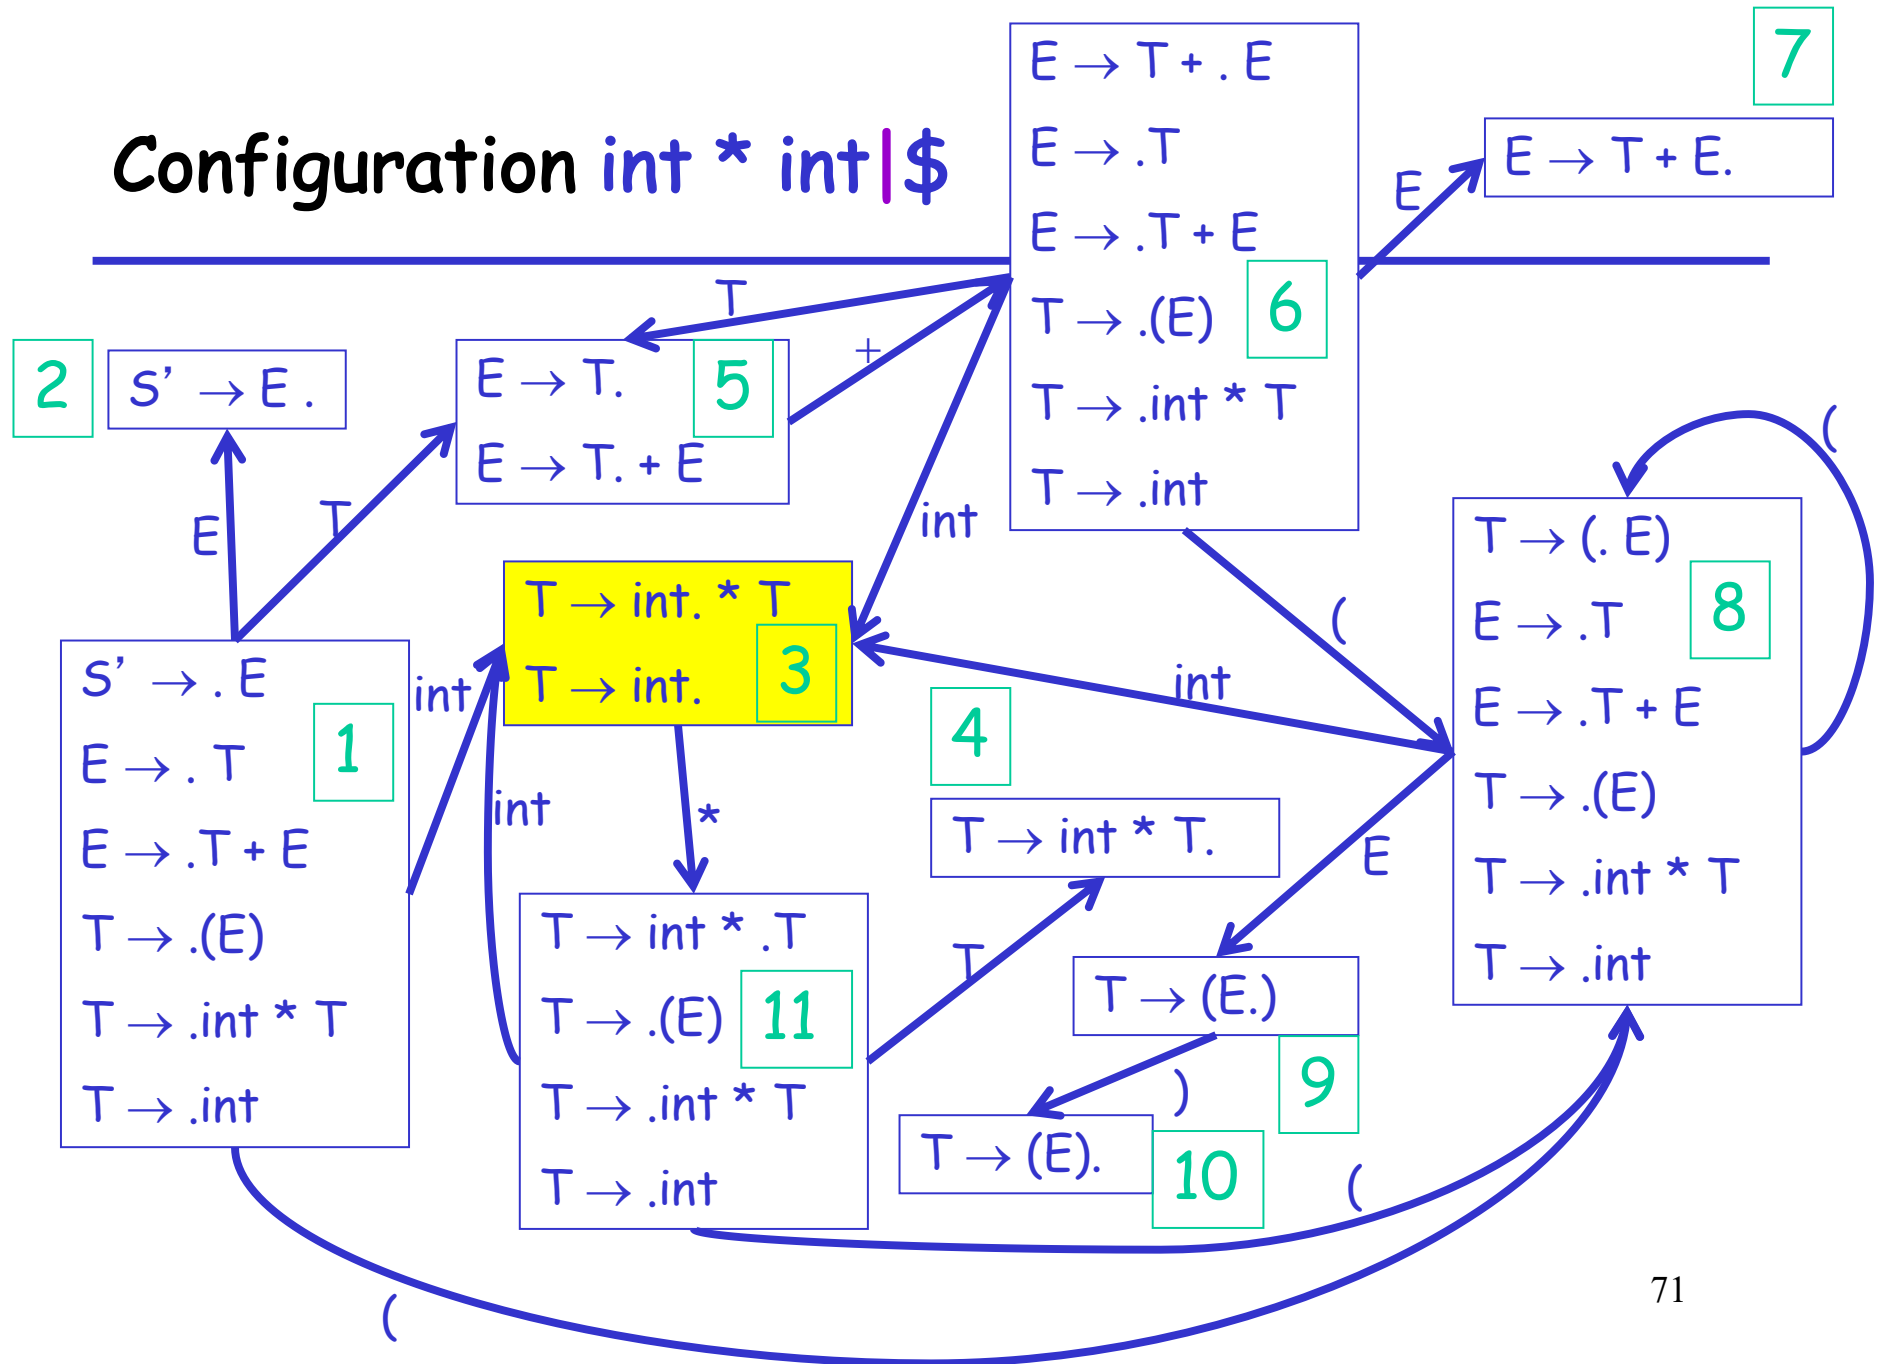 Configuration int * int|$
7
E → T + . E
E → .T
E → .T + E
T → .(E)
T → .int * T
T → .int
6
E → T + E.
E
T
+
2
S’ → E .
5
E → T.
E → T. + E
E
T
int
(
(
T → (. E)
E → .T
E → .T + E
T → .(E)
T → .int * T
T → .int
8
T → int. * T
T → int.
3
S’ → . E
E → . T
E → .T + E
T → .(E)
T → .int * T
T → .int
1
int
int
*
int
4
T → int * T.
E
T
T → int * .T
T → .(E)
T → .int * T
T → .int
11
T → (E.)
9
)
T → (E).
10
(
(
71